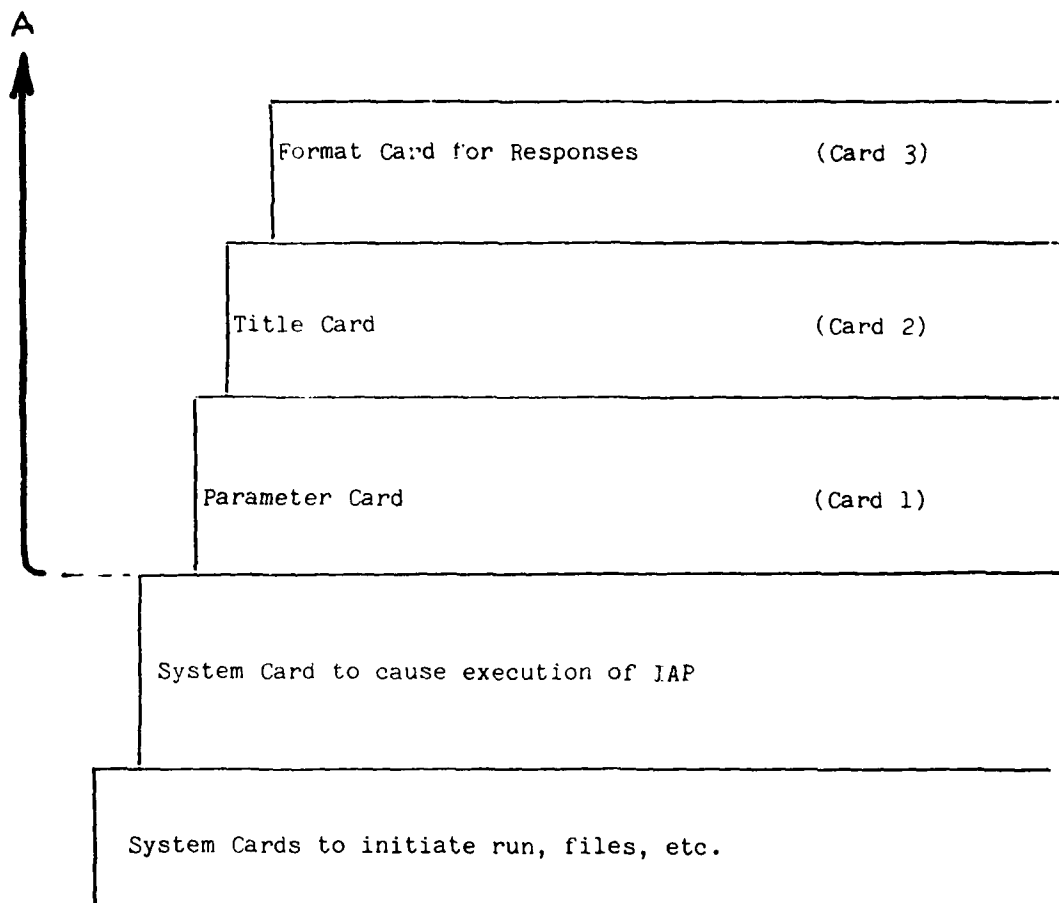 A
Format Card for Responses (Card 3)
Title Card (Card 2)
Parameter Card (Card 1)
System Card to cause execution of IAP
System Cards to initiate run, files, etc.